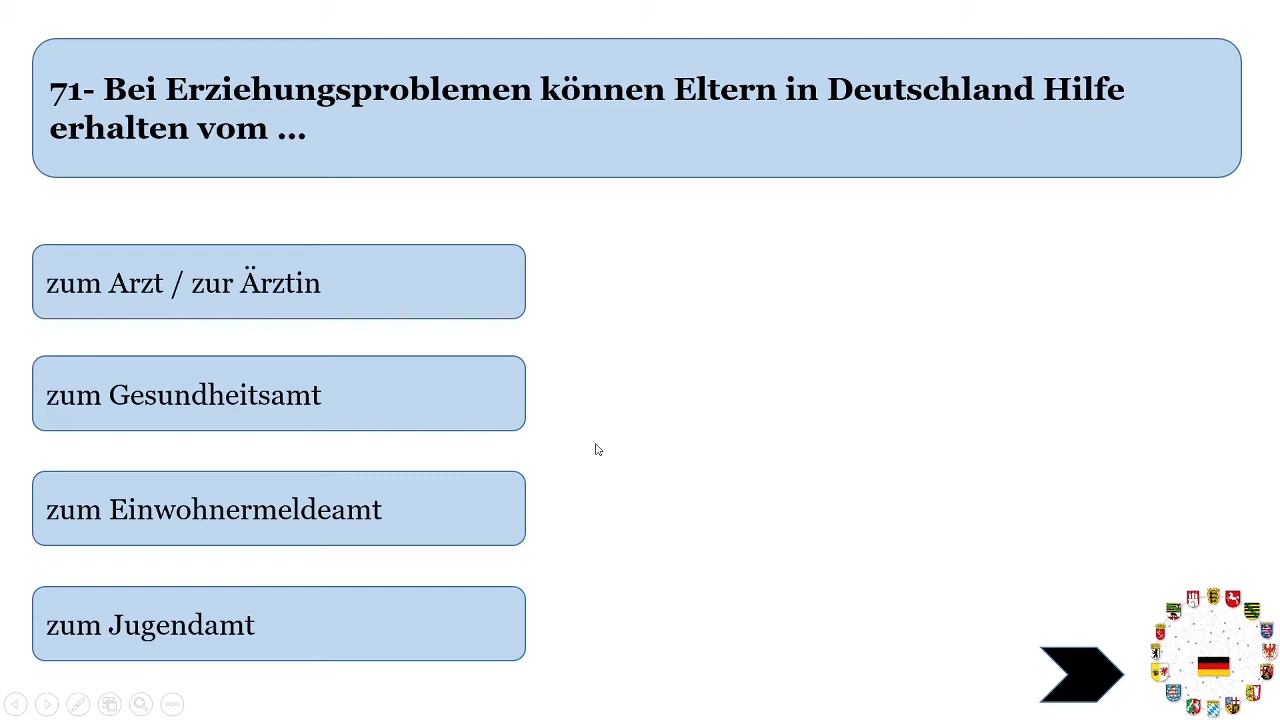 71- Bei Erziehungsproblemen können Eltern in Deutschland Hilfe
erhalten vom ...
zum Arzt / zur Ärztin
zum Gesundheitsamt
zum Einwohnermeldeamt
zum Jugendamt